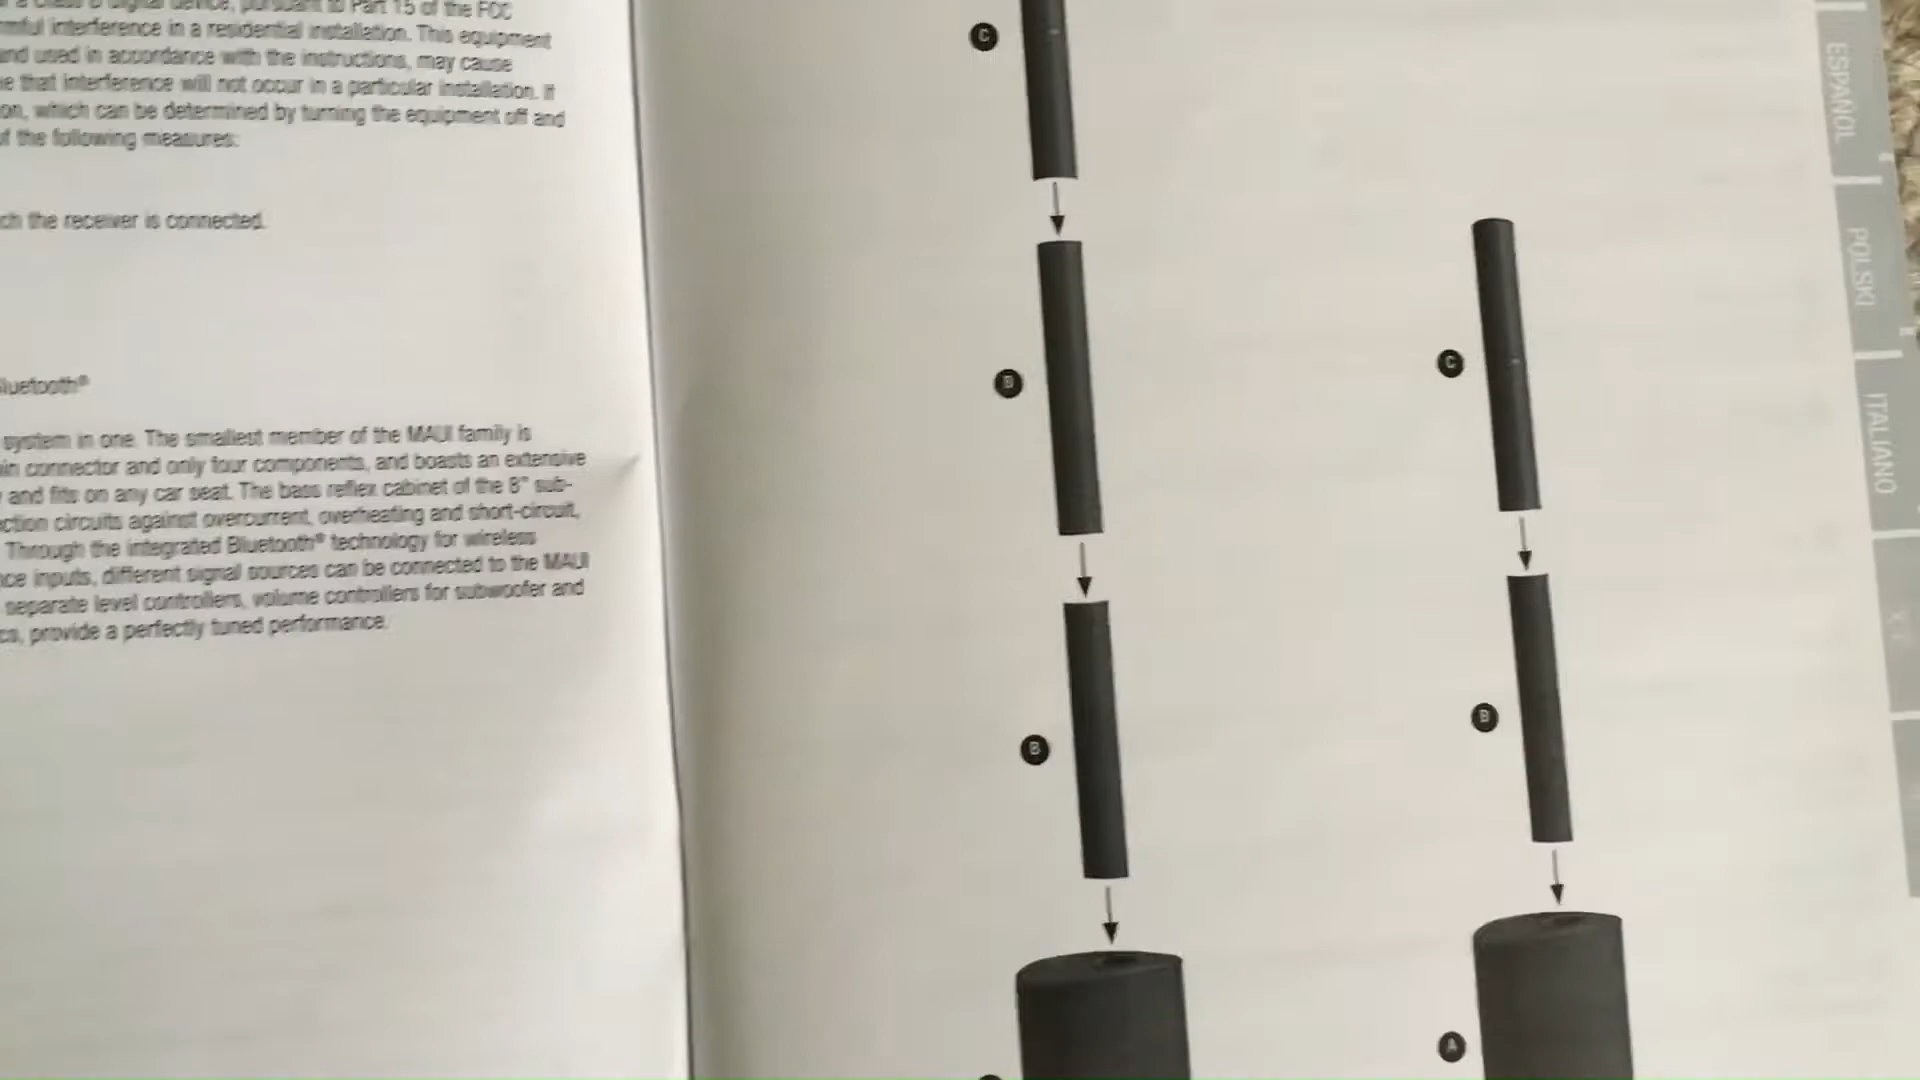 a Class B digital device, pursuant to Part 15 of the FCC
mful interference in a residential installation. This equipment
and used in accordance with the instructions, may cause
e that interference will not occur in a particular installation. If
on, which can be determined by turning the equipment off and
of the following measures:
ch the receiver is connected.
Bluetooth®
system in one. The smallest member of the MAUI family is
in connector and only four components, and boasts an extensive
and fits on any car seat. The bass reflex cabinet of the 8" sub-
ction circuits against overcurrent, overheating and short-circuit,
Through the integrated Bluetooth® technology for wireless
nce inputs, different signal sources can be connected to the MAUI
separate level controllers, volume controllers for subwoofer and
cs, provide a perfectly tuned performance.
C
B
B
C
B
A
ESPAÑOL
POLSKI
ITALIANO